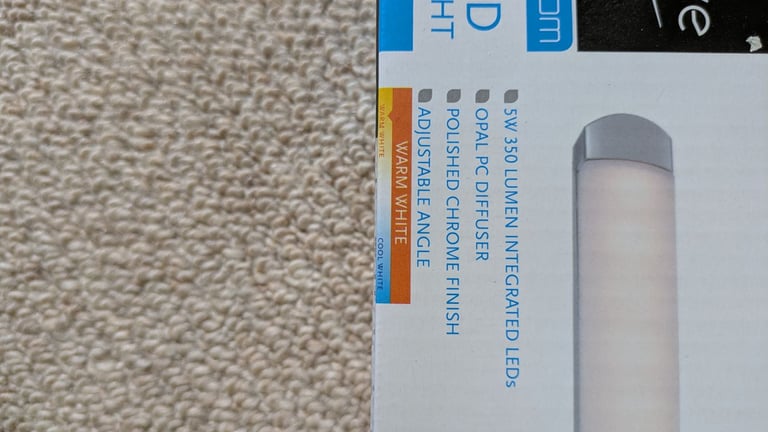 5W 350 LUMEN INTEGRATED LEDs
OPAL PC DIFFUSER
POLISHED CHROME FINISH
ADJUSTABLE ANGLE
WARM WHITE
WARM WHITE
COOL WHITE